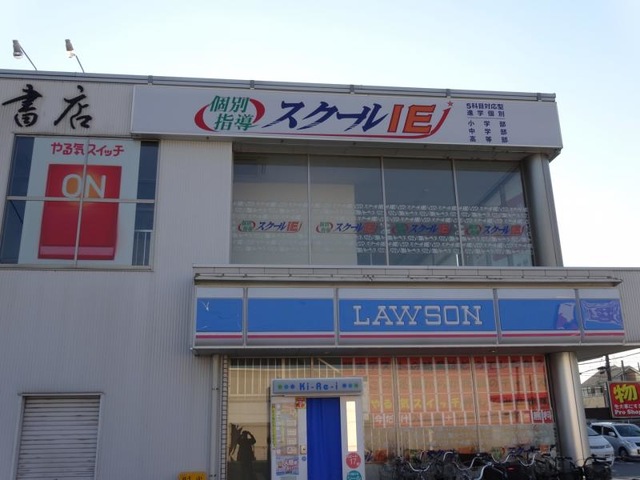 書店
個別
指導
スクールIE
5科目対応型
進学個別
小学部
中学部
高等部
やる気スイッチ
ON
スクールIE
スクールIE
スクールIE
スクールIE
LAWSON
Ki-Re-i
物
Pro Shop